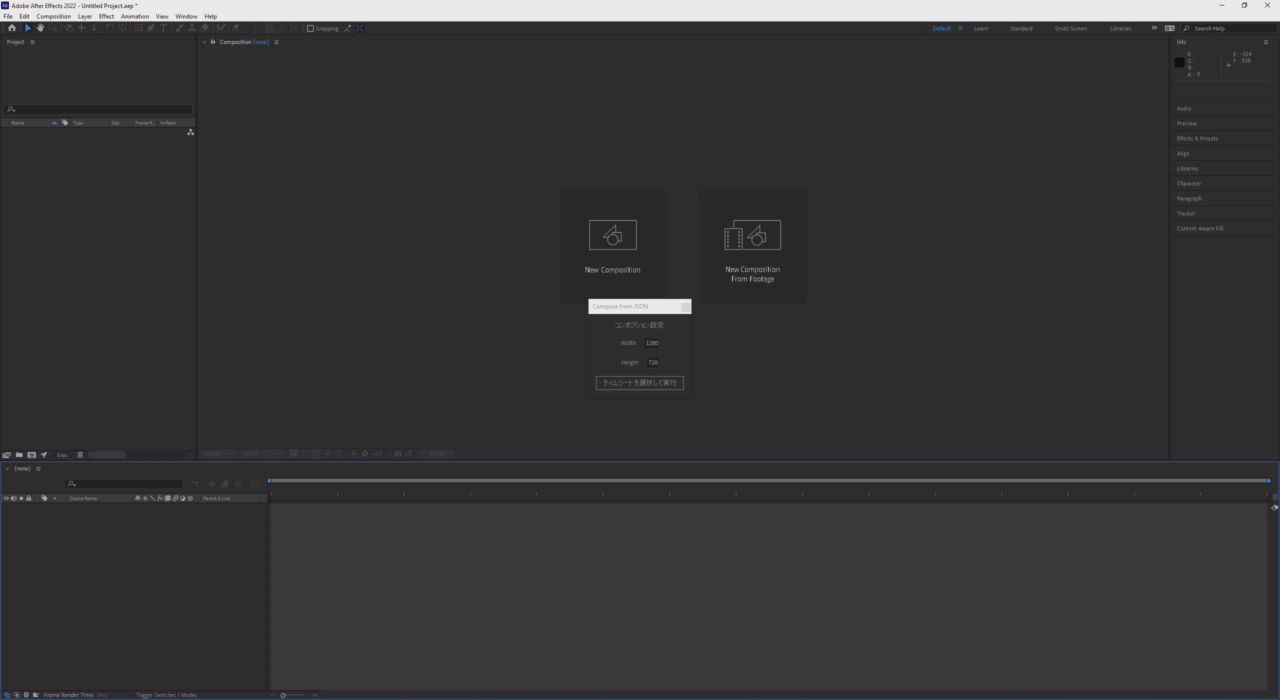 Adobe After Effects 2022 - Untitled Project.aep *
File Edit Composition Layer Effect Animation View Window Help
Snapping
Default Learn Standard Small Screen Libraries
Search Help
Project
Composition (none)
Info
R :
G :
B :
A : 0
X : -314
Y : 538
Name Type Size Frame R... In Point
Audio
Preview
Effects & Presets
Align
Libraries
Character
Paragraph
Tracker
Content-Aware Fill
New Composition
New Composition
From Footage
Compose from JSON
コンポジション設定
Width: 1280
Height: 720
タイムシートを選択して実行
8 bpc
(none)
Source Name
Parent & Link
Frame Render Time
Toggle Switches / Modes